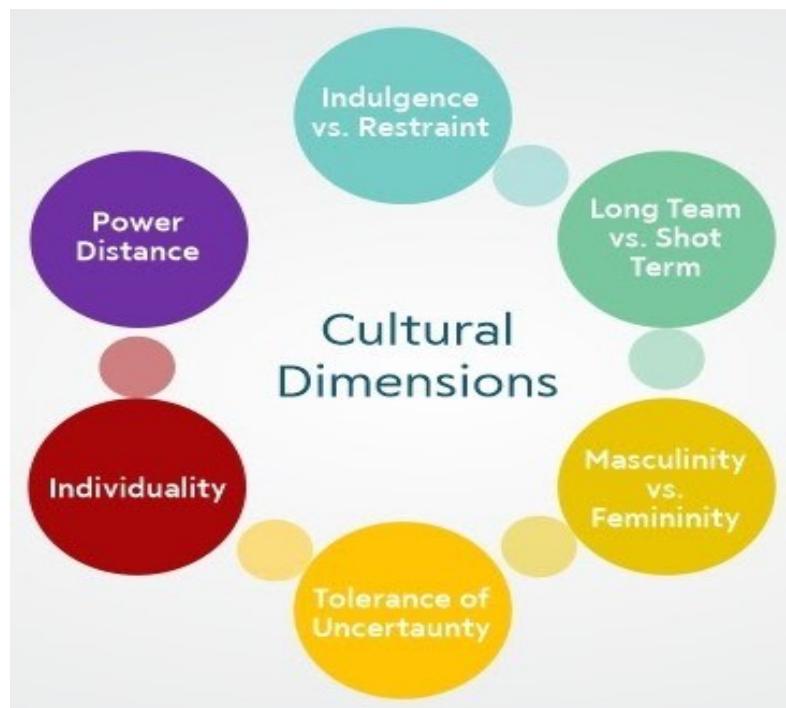 Indulgence
vs. Restraint
Power
Distance
Long Team
vs. Shot
Term
Cultural
Dimensions
Individuality
Masculinity
vs.
Femininity
Tolerance of
Uncertaunty